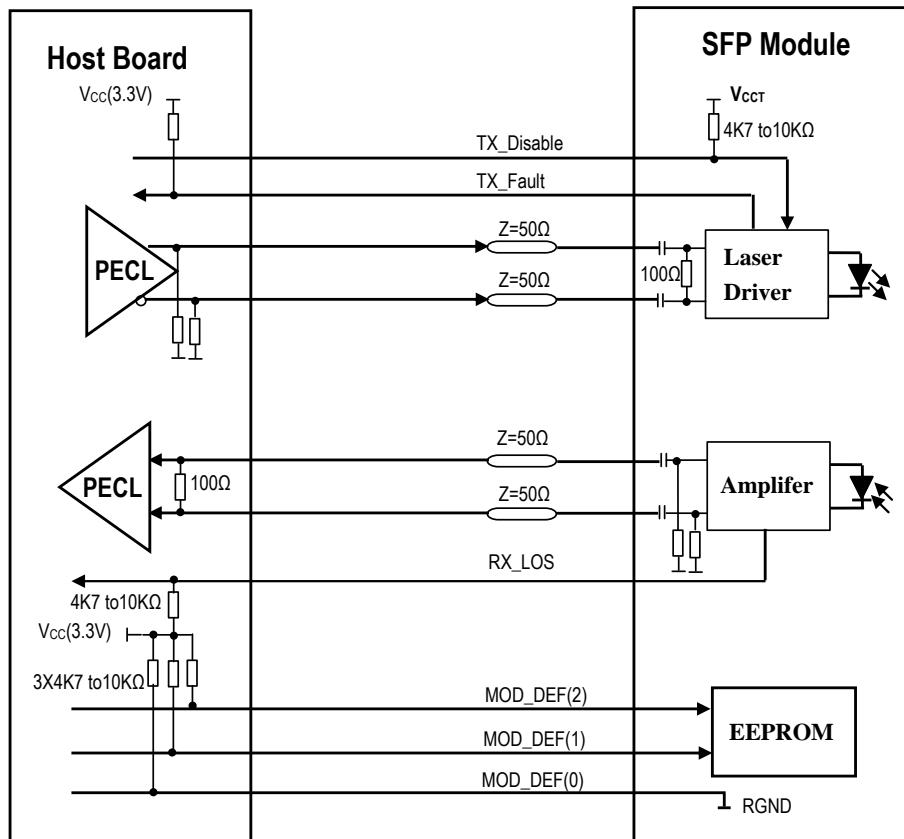 Host Board
SFP Module
VCC(3.3V)
VCCT
4K7 to10KΩ
TX_Disable
TX_Fault
PECL
Z=50Ω
Z=50Ω
100Ω
Laser
Driver
Z=50Ω
Z=50Ω
PECL
100Ω
Amplifer
RX_LOS
4K7 to10KΩ
VCC(3.3V)
3X4K7 to10KΩ
MOD_DEF(2)
MOD_DEF(1)
MOD_DEF(0)
EEPROM
RGND